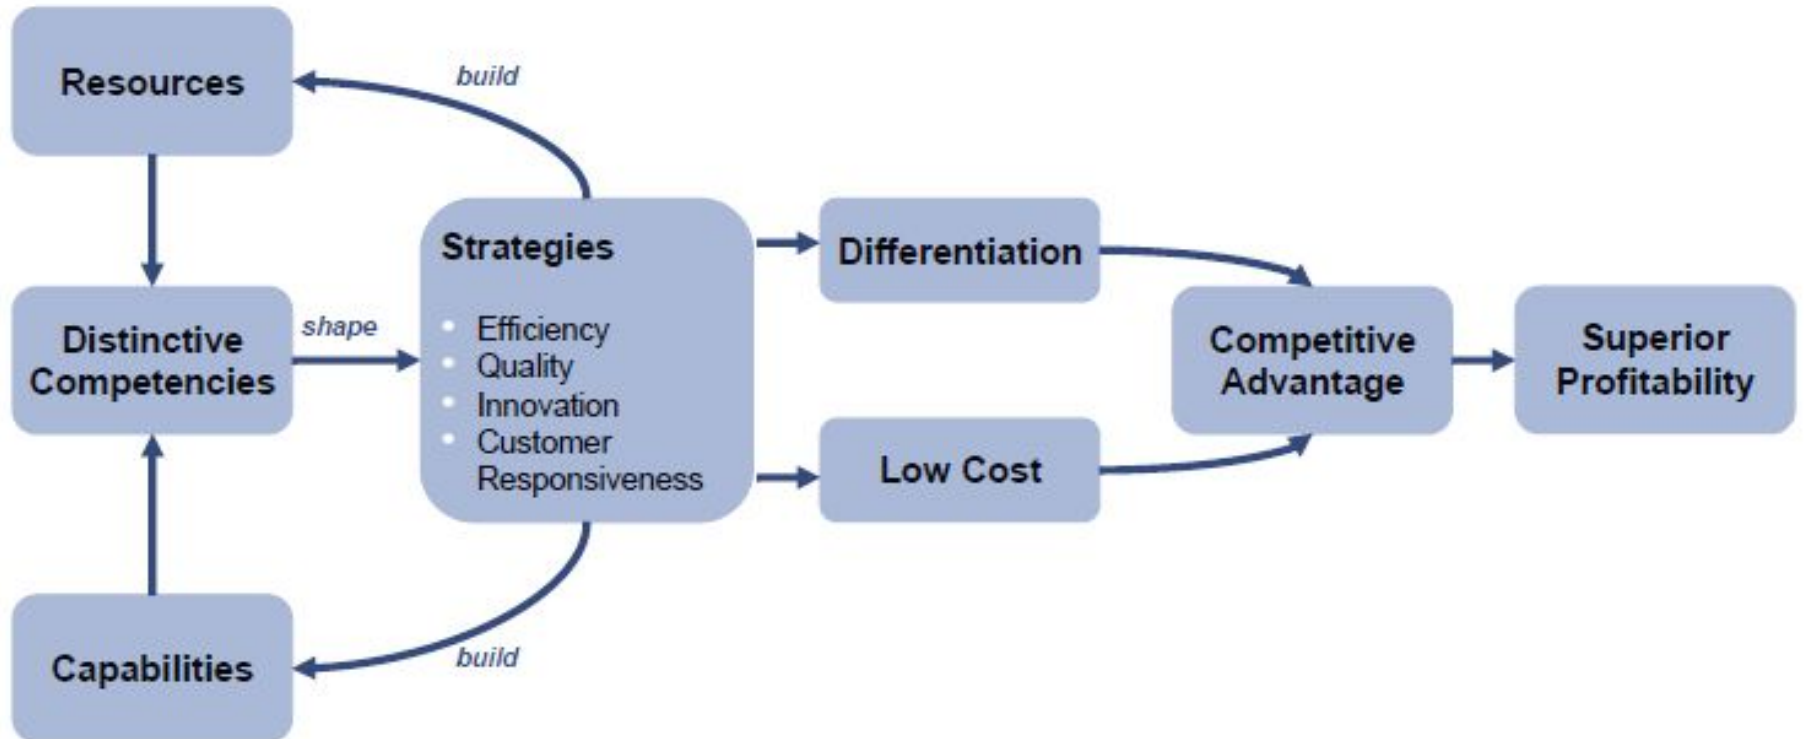 Resources
build
Distinctive
Competencies
shape
Strategies
Efficiency
Quality
Innovation
Customer
Responsiveness
Differentiation
Low Cost
Competitive
Advantage
Superior
Profitability
Capabilities
build